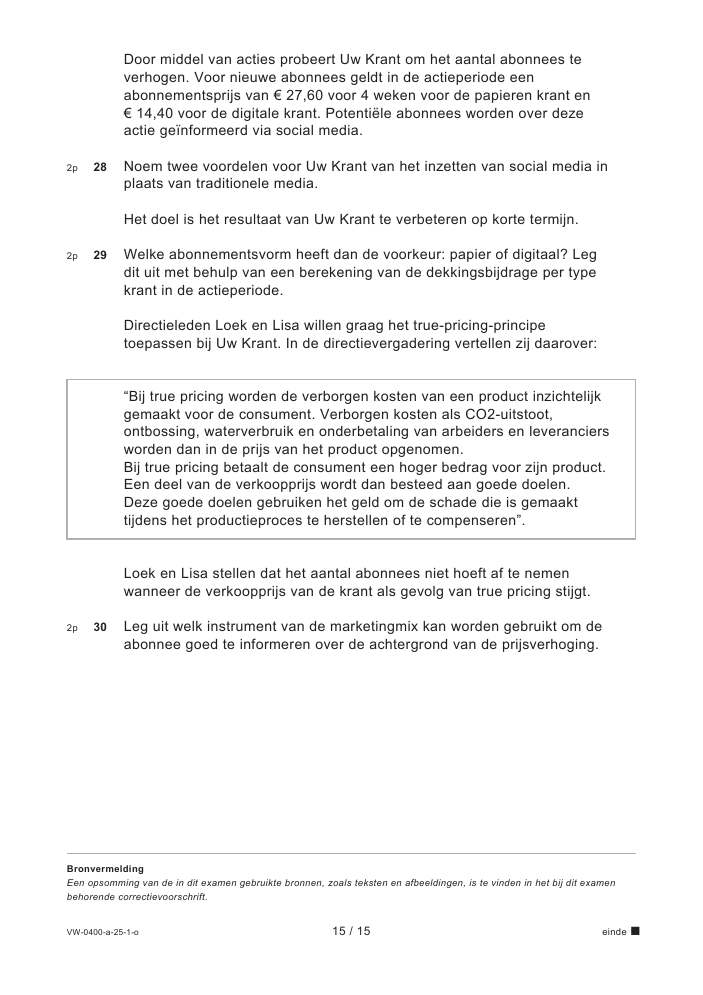 Door middel van acties probeert Uw Krant om het aantal abonnees te
verhogen. Voor nieuwe abonnees geldt in de actieperiode een
abonnementsprijs van € 27,60 voor 4 weken voor de papieren krant en
€ 14,40 voor de digitale krant. Potentiële abonnees worden over deze
actie geïnformeerd via social media.
2p 28 Noem twee voordelen voor Uw Krant van het inzetten van social media in
plaats van traditionele media.
Het doel is het resultaat van Uw Krant te verbeteren op korte termijn.
2p 29 Welke abonnementsvorm heeft dan de voorkeur: papier of digitaal? Leg
dit uit met behulp van een berekening van de dekkingsbijdrage per type
krant in de actieperiode.
Directieleden Loek en Lisa willen graag het true-pricing-principe
toepassen bij Uw Krant. In de directievergadering vertellen zij daarover:
“Bij true pricing worden de verborgen kosten van een product inzichtelijk
gemaakt voor de consument. Verborgen kosten als CO2-uitstoot,
ontbossing, waterverbruik en onderbetaling van arbeiders en leveranciers
worden dan in de prijs van het product opgenomen.
Bij true pricing betaalt de consument een hoger bedrag voor zijn product.
Een deel van de verkoopprijs wordt dan besteed aan goede doelen.
Deze goede doelen gebruiken het geld om de schade die is gemaakt
tijdens het productieproces te herstellen of te compenseren”.
Loek en Lisa stellen dat het aantal abonnees niet hoeft af te nemen
wanneer de verkoopprijs van de krant als gevolg van true pricing stijgt.
2p 30 Leg uit welk instrument van de marketingmix kan worden gebruikt om de
abonnee goed te informeren over de achtergrond van de prijsverhoging.
Bronvermelding
Een opsomming van de in dit examen gebruikte bronnen, zoals teksten en afbeeldingen, is te vinden in het bij dit examen
behorende correctievoorschrift.
VW-0400-a-25-1-o 15 / 15 einde ■